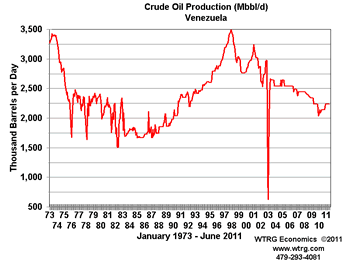 Crude Oil Production (Mbbl/d)
Venezuela
Thousand Barrels per Day
3,500
3,000
2,500
2,000
1,500
1,000
500
73 75 77 79 81 83 85 87 89 91 93 95 97 99 01 03 05 07 09 11
74 76 78 80 82 84 86 88 90 92 94 96 98 00 02 04 06 08 10
January 1973 - June 2011
WTRG Economics ©2011
www.wtrg.com
479-293-4081